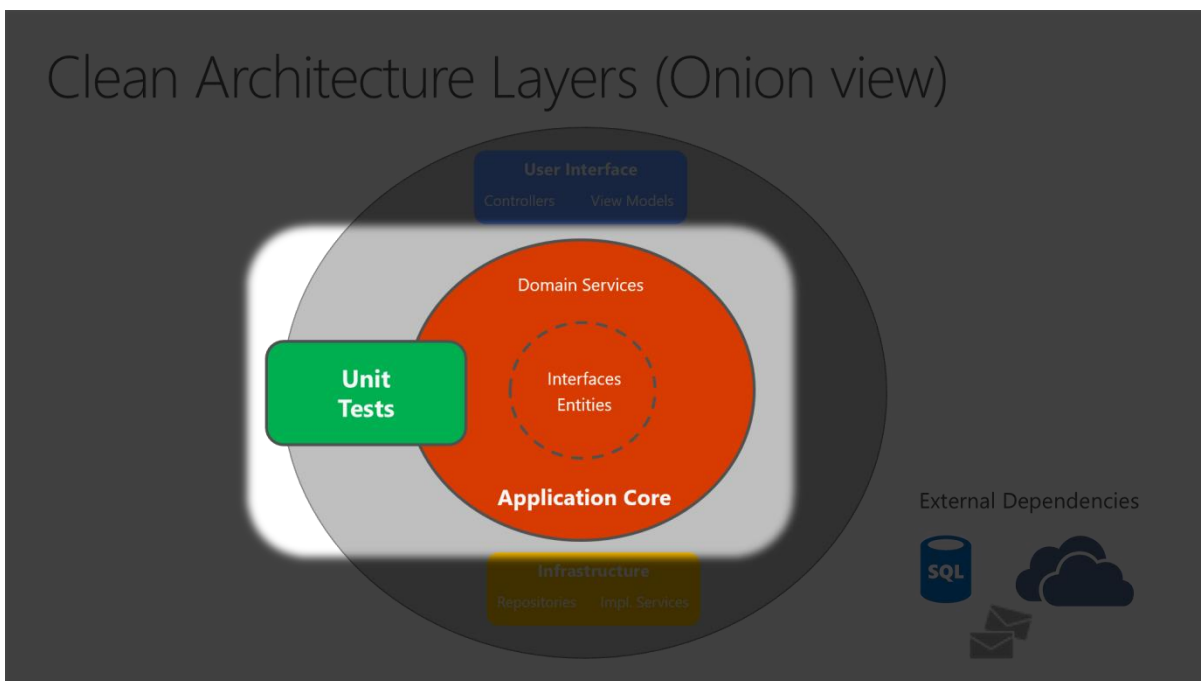 Clean Architecture Layers (Onion view)
User Interface
Controllers View Models
Domain Services
Unit
Tests
Interfaces
Entities
Application Core
External Dependencies
SQL
Infrastructure
Repositories Impl. Services